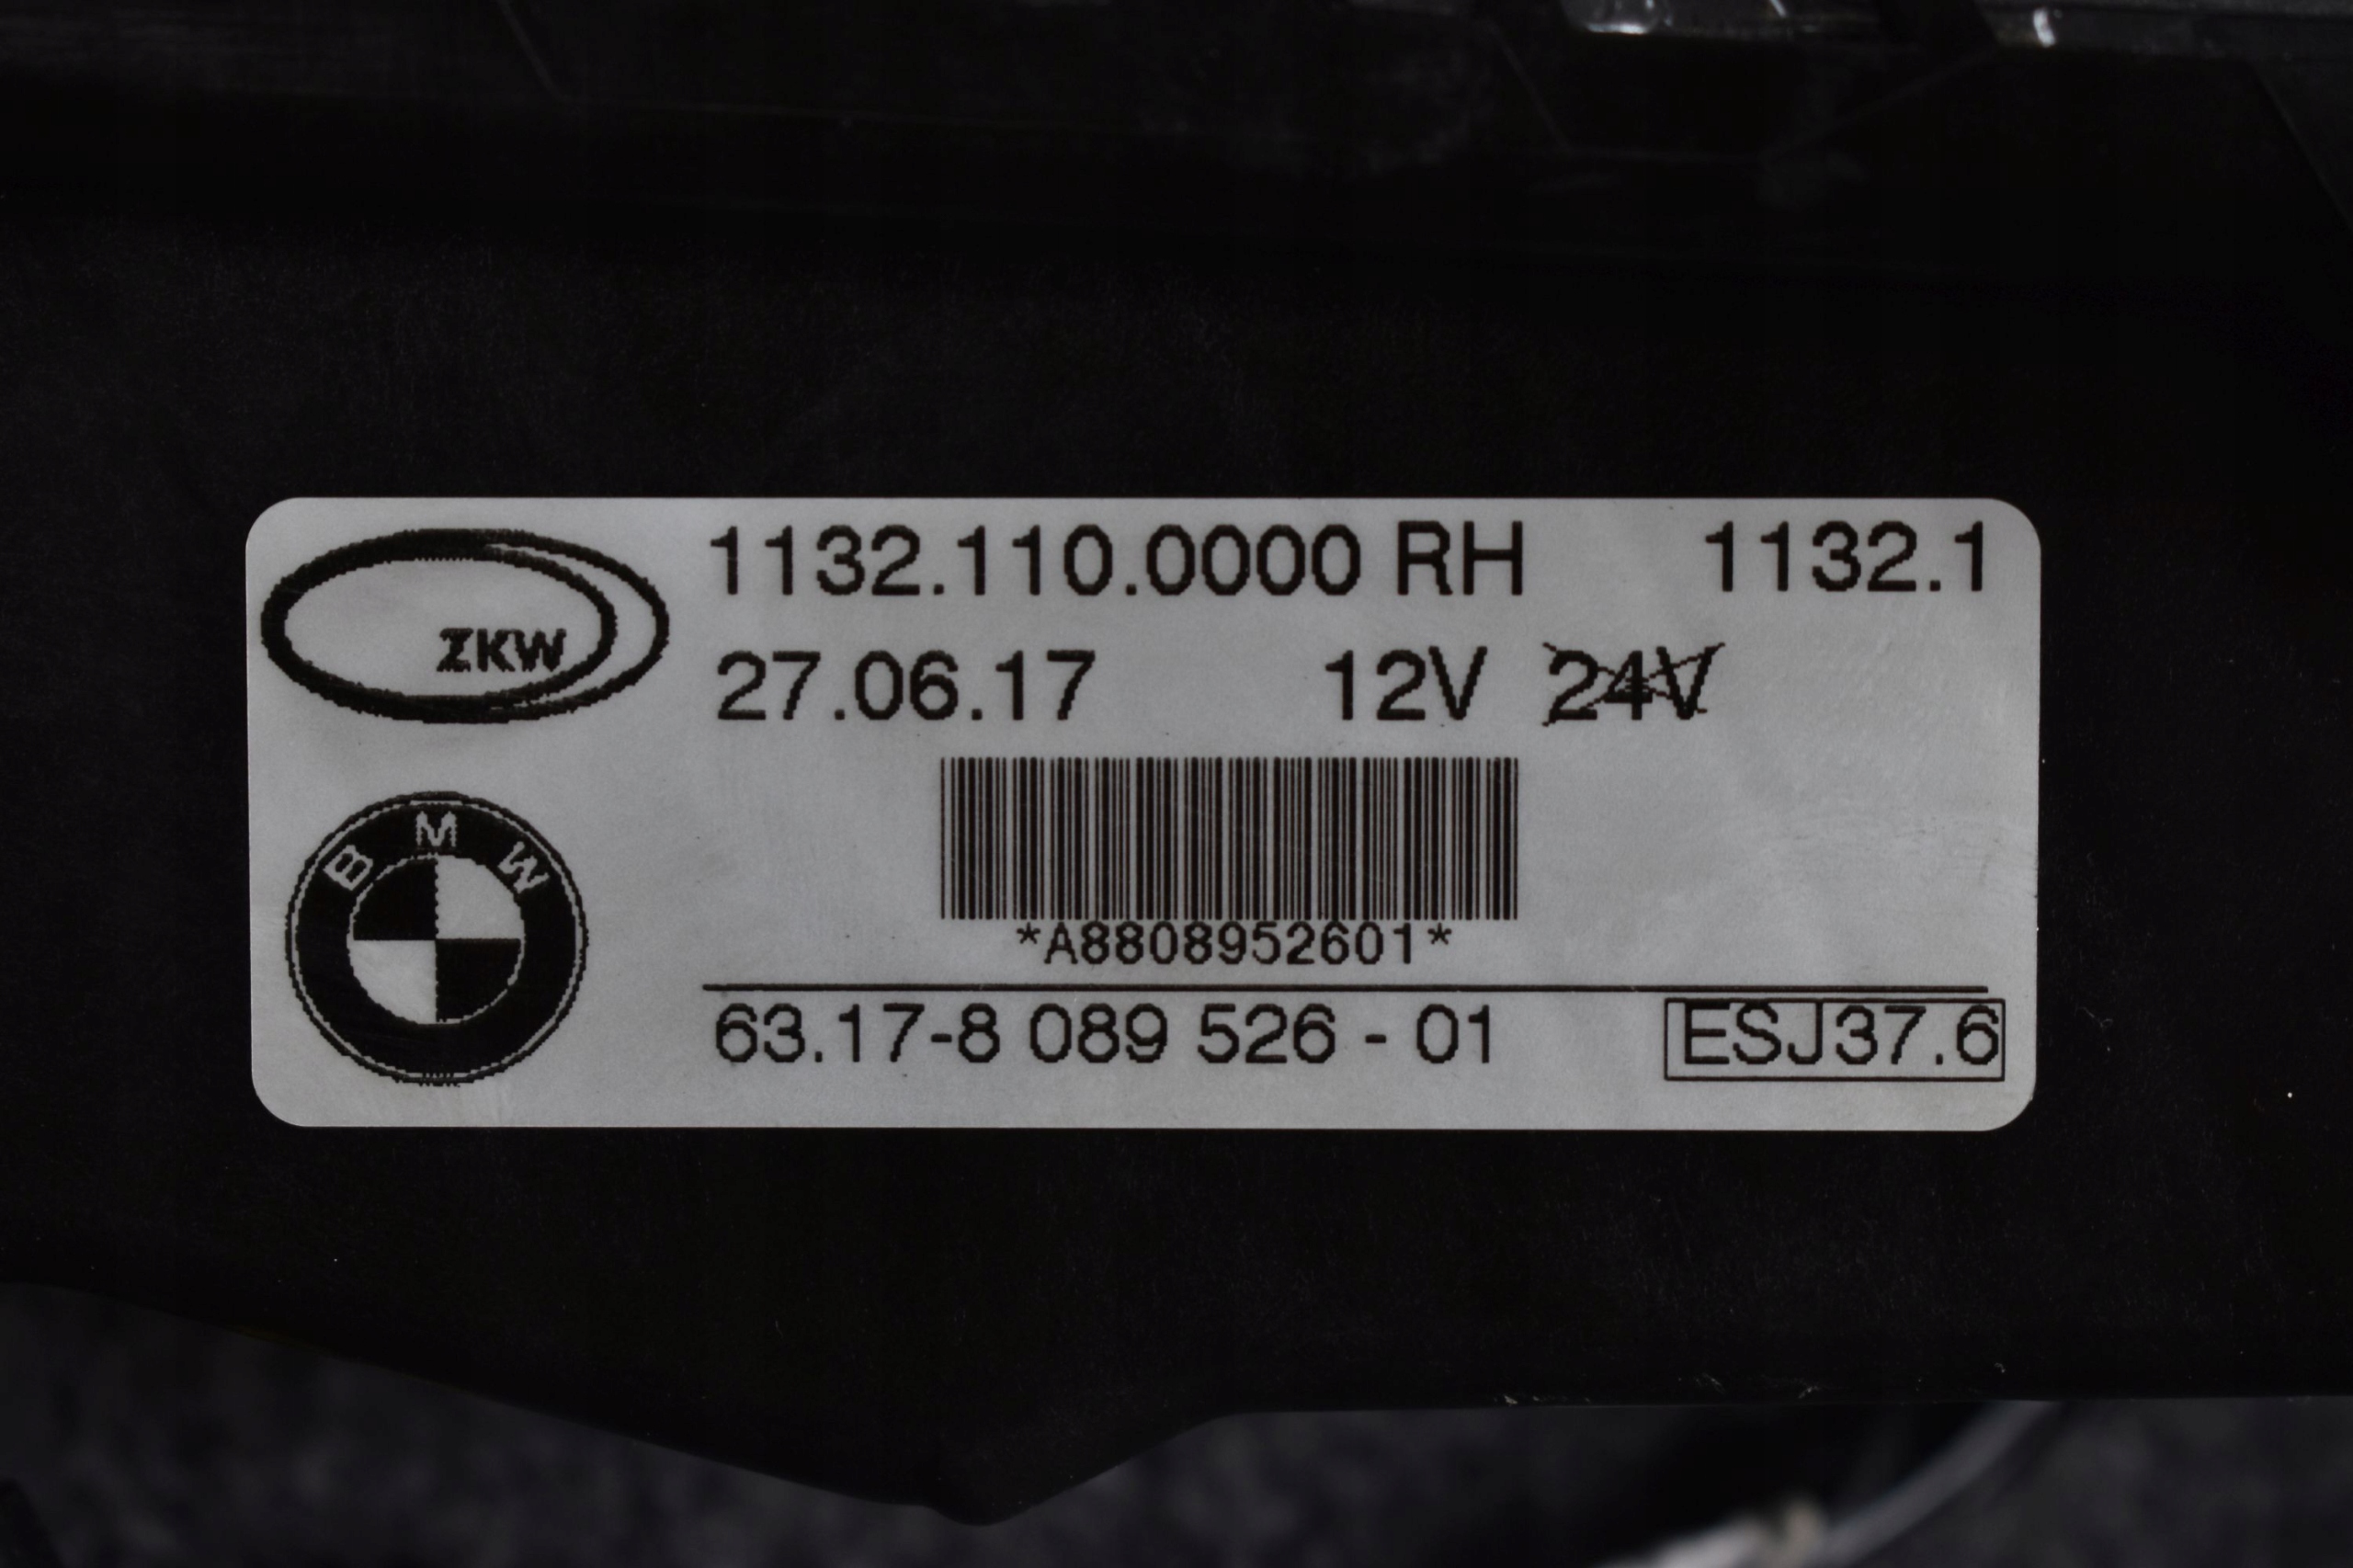 ZKW
1132.110.0000 RH 1132.1
27.06.17 12V 24V
BMW
*A8808952601*
63.17-8 089 526 - 01 ESJ37.6